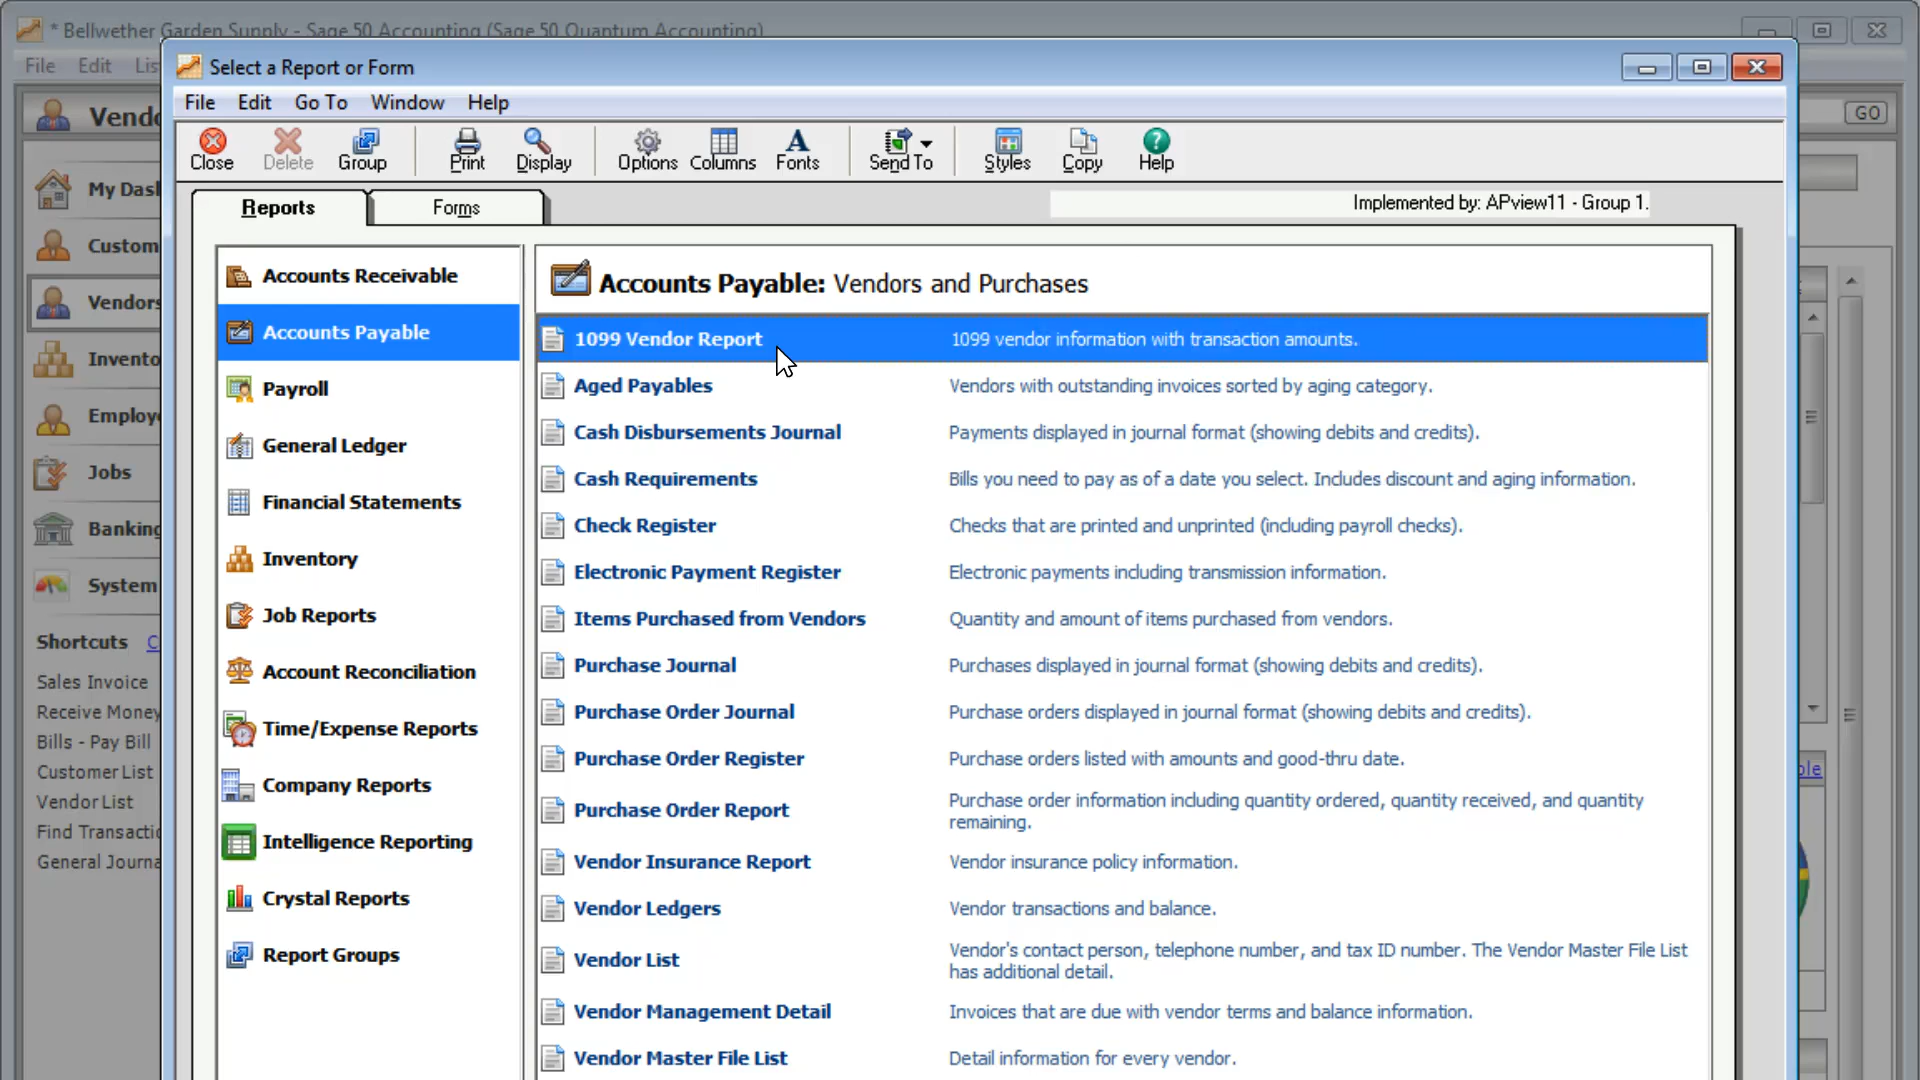 * Bellwether Garden Supply - Sage 50 Accounting (Sage 50 Quantum Accounting)
Select a Report or Form
File Edit
File Edit Go To Window Help
GO
Close Delete Group Print Display Options Columns Fonts Send To Styles Copy Help
Reports Forms
Implemented by: APview11 - Group 1.
My Das
Custom
Vendors
Invento
Employe
Jobs
Banking
System
Shortcuts C
Sales Invoice
Receive Money
Bills - Pay Bill
Customer List
Vendor List
Find Transactio
General Journa
Accounts Receivable
Accounts Payable
Payroll
General Ledger
Financial Statements
Inventory
Job Reports
Account Reconciliation
Time/Expense Reports
Company Reports
Intelligence Reporting
Crystal Reports
Report Groups
Accounts Payable: Vendors and Purchases
1099 Vendor Report 1099 vendor information with transaction amounts.
Aged Payables Vendors with outstanding invoices sorted by aging category.
Cash Disbursements Journal Payments displayed in journal format (showing debits and credits).
Cash Requirements Bills you need to pay as of a date you select. Includes discount and aging information.
Check Register Checks that are printed and unprinted (including payroll checks).
Electronic Payment Register Electronic payments including transmission information.
Items Purchased from Vendors Quantity and amount of items purchased from vendors.
Purchase Journal Purchases displayed in journal format (showing debits and credits).
Purchase Order Journal Purchase orders displayed in journal format (showing debits and credits).
Purchase Order Register Purchase orders listed with amounts and good-thru date.
Purchase Order Report Purchase order information including quantity ordered, quantity received, and quantity
remaining.
Vendor Insurance Report Vendor insurance policy information.
Vendor Ledgers Vendor transactions and balance.
Vendor List Vendor's contact person, telephone number, and tax ID number. The Vendor Master File List
has additional detail.
Vendor Management Detail Invoices that are due with vendor terms and balance information.
Vendor Master File List Detail information for every vendor.